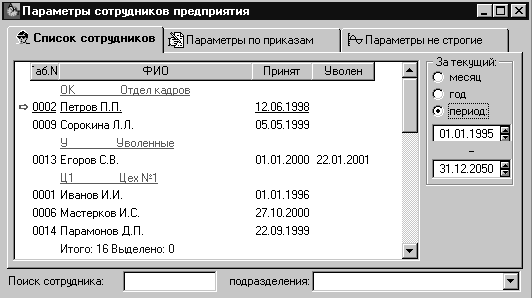 Параметры сотрудников предприятия
Список сотрудников Параметры по приказам Параметры не строгие
Таб.N ФИО Принят Уволен
ОК Отдел кадров
0002 Петров П.П. 12.06.1998
0009 Сорокина Л.Л. 05.05.1999
У Уволенные
0013 Егоров С.В. 01.01.2000 22.01.2001
Ц1 Цех №1
0001 Иванов И.И. 01.01.1996
0006 Мастерков И.С. 27.10.2000
0014 Парамонов Д.П. 22.09.1999
Итого: 16 Выделено: 0
За текущий:
месяц
год
период
01.01.1995
–
31.12.2050
Поиск сотрудника: подразделения: